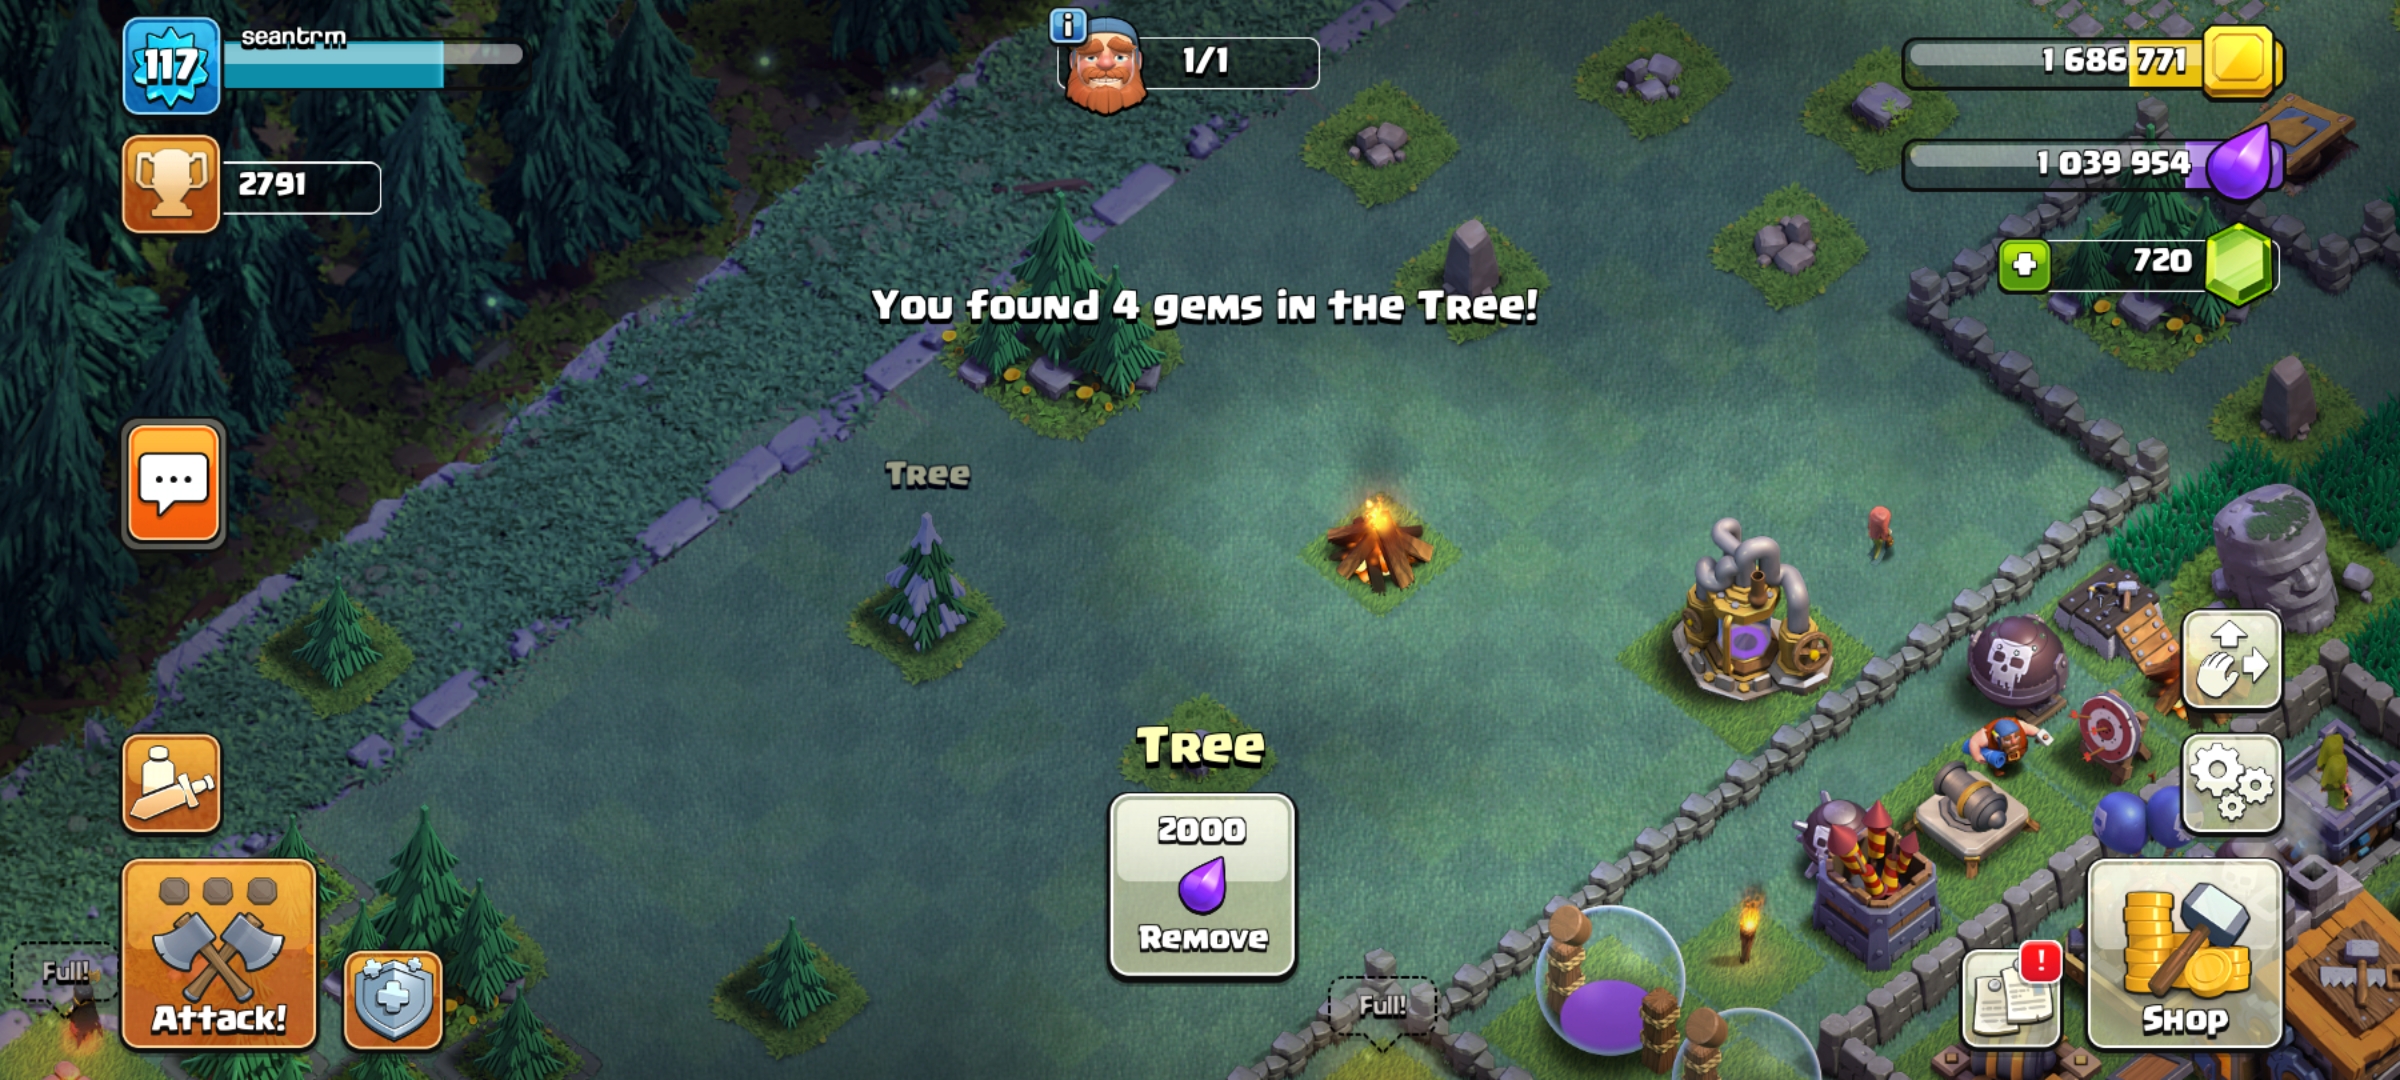 117
seantrm
1/1
1 686 771
1 039 954
2791
720
You found 4 gems in the Tree!
Tree
Tree
2000
Remove
Full!
Attack!
Full!
!
Shop